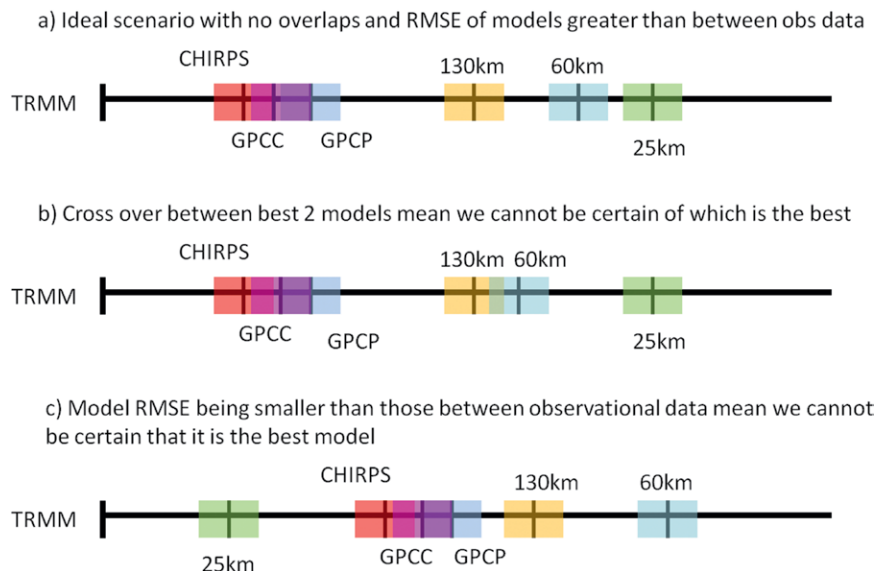 a) Ideal scenario with no overlaps and RMSE of models greater than between obs data
CHIRPS
130km
60km
TRMM
GPCC
GPCP
25km
b) Cross over between best 2 models mean we cannot be certain of which is the best
CHIRPS
130km
60km
TRMM
GPCC
GPCP
25km
c) Model RMSE being smaller than those between observational data mean we cannot
be certain that it is the best model
CHIRPS
130km
60km
TRMM
25km
GPCC
GPCP